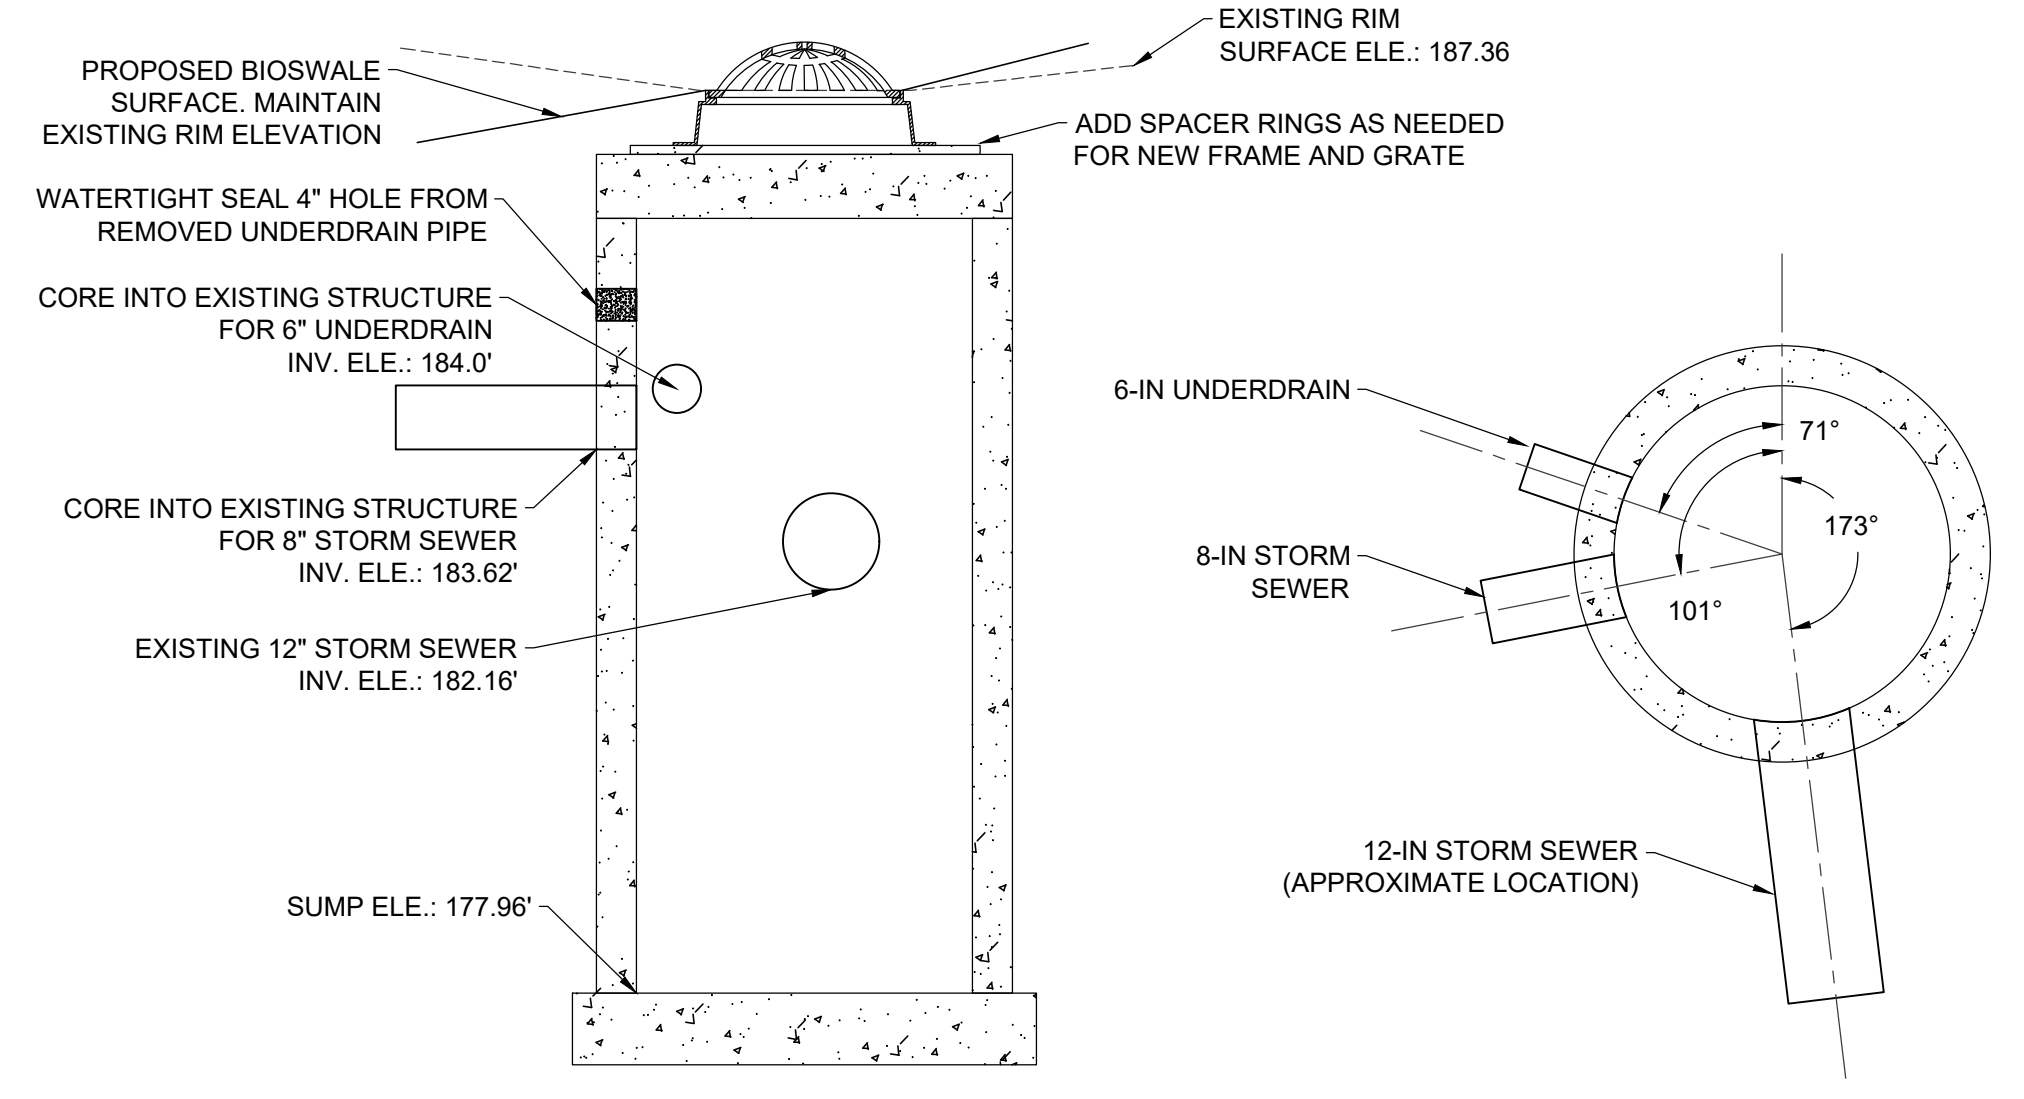 PROPOSED BIOSWALE
SURFACE. MAINTAIN
EXISTING RIM ELEVATION
EXISTING RIM
SURFACE ELE.: 187.36
ADD SPACER RINGS AS NEEDED
FOR NEW FRAME AND GRATE
WATERTIGHT SEAL 4" HOLE FROM
REMOVED UNDERDRAIN PIPE
CORE INTO EXISTING STRUCTURE
FOR 6" UNDERDRAIN
INV. ELE.: 184.0'
CORE INTO EXISTING STRUCTURE
FOR 8" STORM SEWER
INV. ELE.: 183.62'
EXISTING 12" STORM SEWER
INV. ELE.: 182.16'
SUMP ELE.: 177.96'
6-IN UNDERDRAIN
71°
173°
8-IN STORM
SEWER
101°
12-IN STORM SEWER
(APPROXIMATE LOCATION)